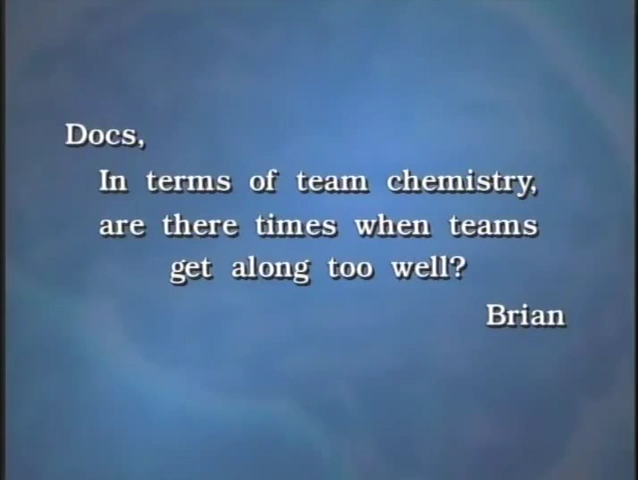 Docs,
In terms of team chemistry,
are there times when teams
get along too well?
Brian